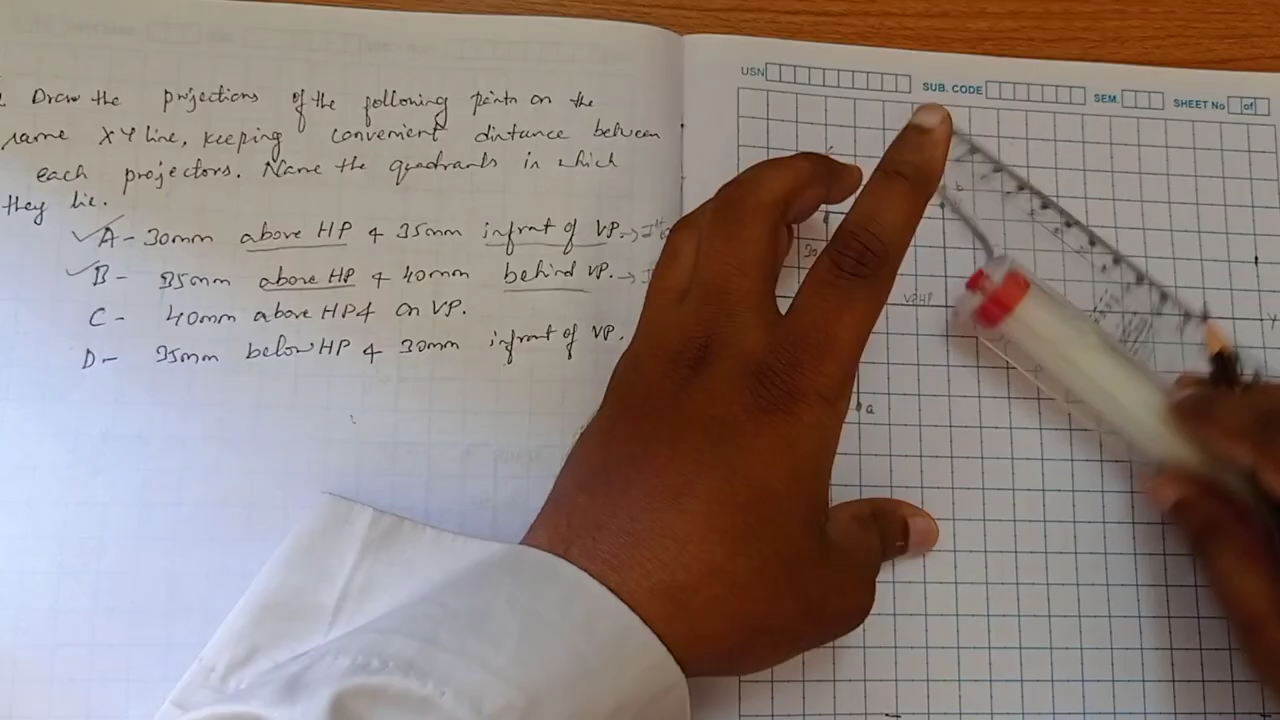 Draw the projections of the following points on the
same XY line, keeping convenient distance between
each projectors. Name the quadrants in which
they lie.
A - 30mm above HP & 35mm infront of VP. →
B - 35mm above HP & 40mm behind VP. →
C - 40mm above HP & on VP.
D - 35mm below HP & 30mm infront of VP.
USN
SUB. CODE
SEM.
SHEET No of
b
30
VPHP
Y
a